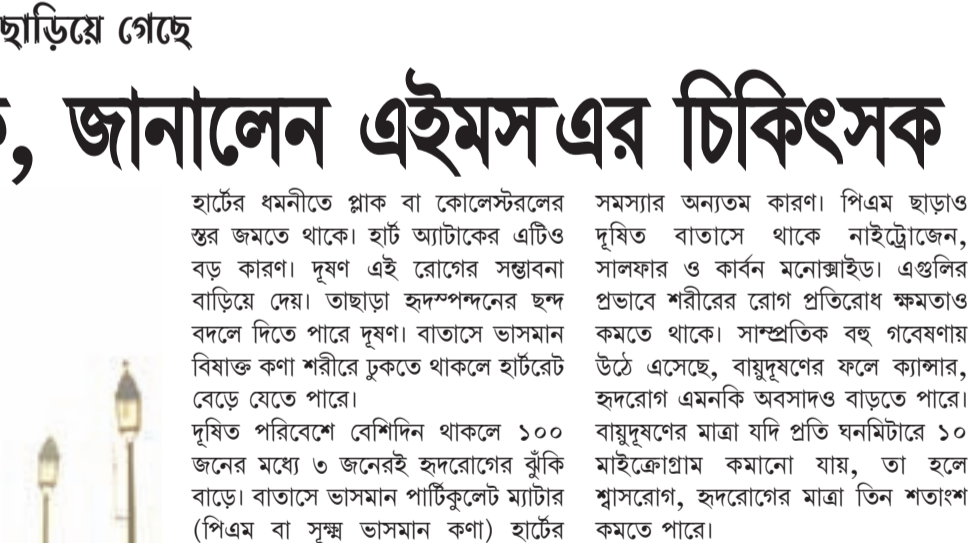 ছাড়িয়ে গেছে
, জানালেন এইমস এর চিকিৎসক
হার্টের ধমনীতে প্লাক বা কোলেস্টরলের
স্তর জমতে থাকে। হার্ট অ্যাটাকের এটিও
বড় কারণ। দূষণ এই রোগের সম্ভাবনা
বাড়িয়ে দেয়। তাছাড়া হৃদস্পন্দনের ছন্দ
বদলে দিতে পারে দূষণ। বাতাসে ভাসমান
বিষাক্ত কণা শরীরে ঢুকতে থাকলে হার্টরেট
বেড়ে যেতে পারে।
দূষিত পরিবেশে বেশিদিন থাকলে ১০০
জনের মধ্যে ৩ জনেরই হৃদরোগের ঝুঁকি
বাড়ে। বাতাসে ভাসমান পার্টিকুলেট ম্যাটার
(পিএম বা সূক্ষ্ম ভাসমান কণা) হার্টের
সমস্যার অন্যতম কারণ। পিএম ছাড়াও
দূষিত বাতাসে থাকে নাইট্রোজেন,
সালফার ও কার্বন মনোক্সাইড। এগুলির
প্রভাবে শরীরের রোগ প্রতিরোধ ক্ষমতাও
কমতে থাকে। সাম্প্রতিক বহু গবেষণায়
উঠে এসেছে, বায়ুদূষণের ফলে ক্যান্সার,
হৃদরোগ এমনকি অবসাদও বাড়তে পারে।
বায়ুদূষণের মাত্রা যদি প্রতি ঘনমিটারে ১০
মাইক্রোগ্রাম কমানো যায়, তা হলে
শ্বাসরোগ, হৃদরোগের মাত্রা তিন শতাংশ
কমতে পারে।